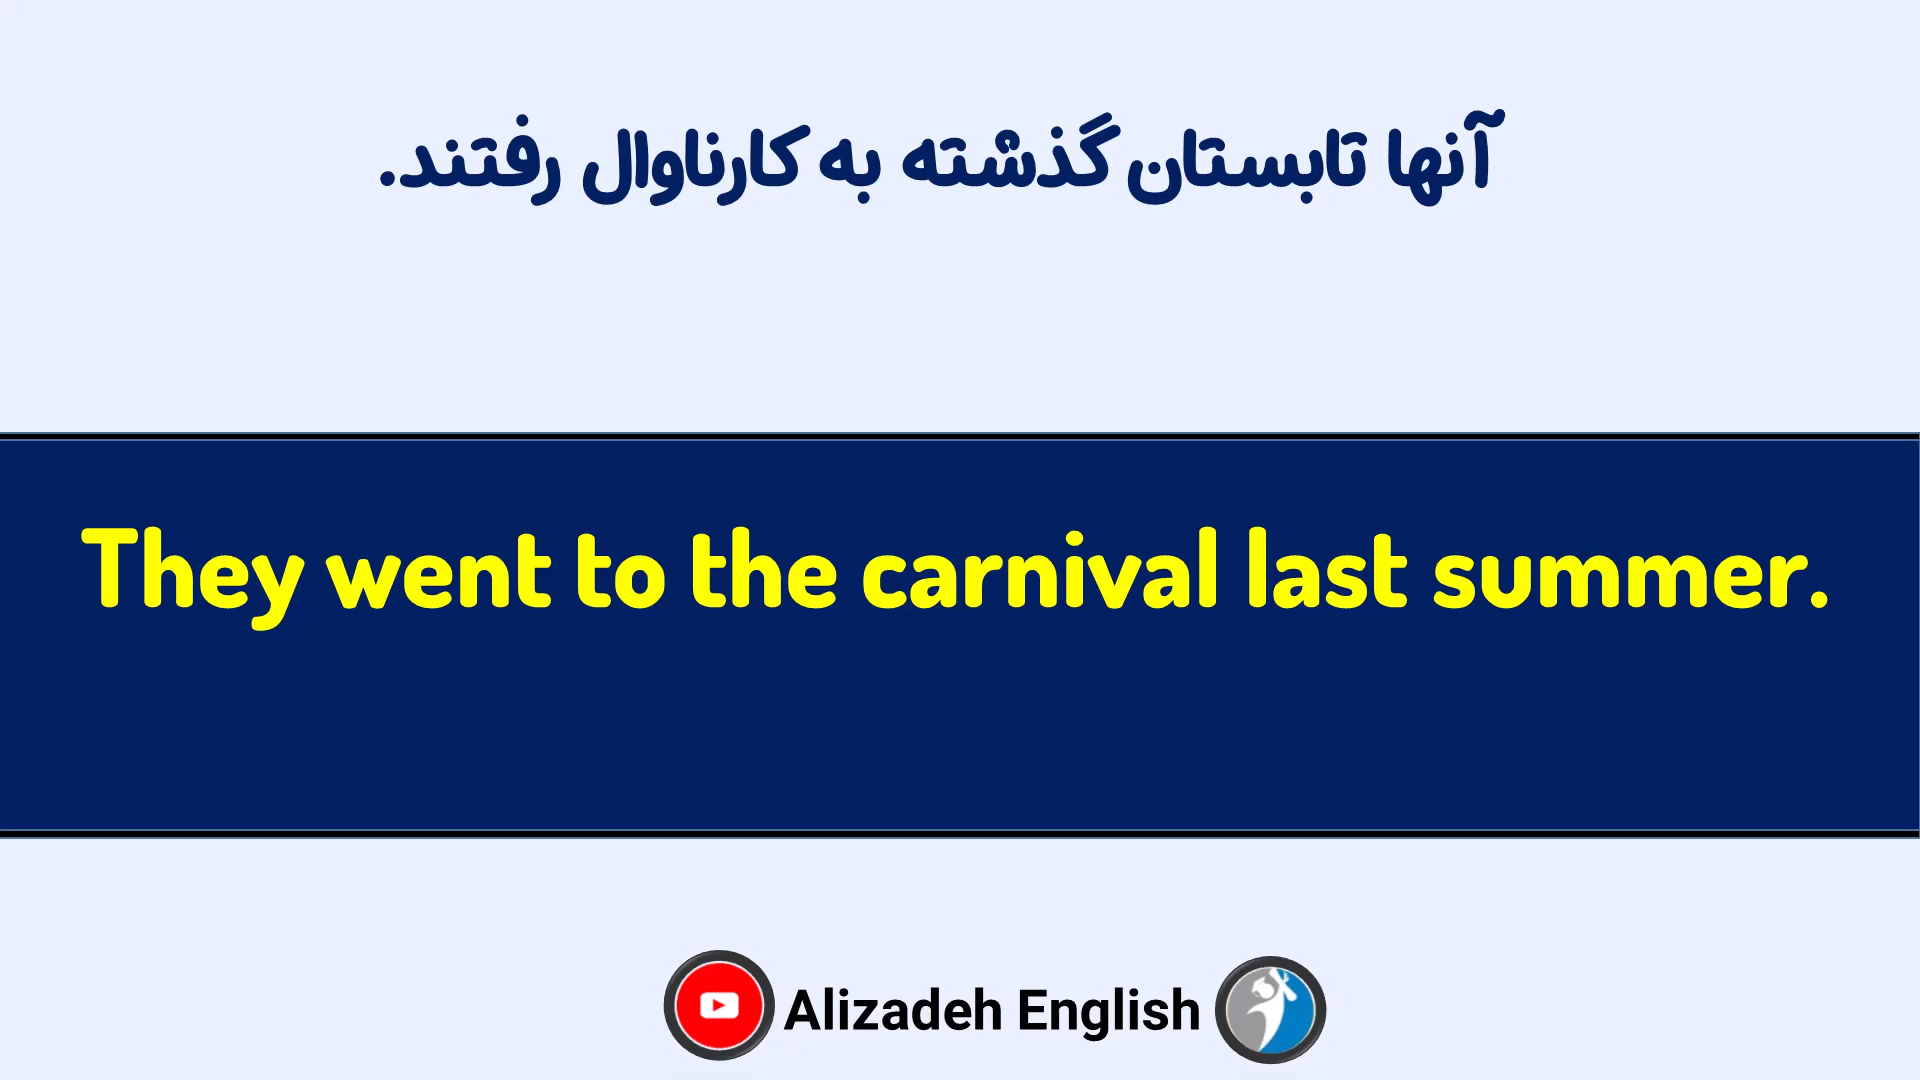 آنها تابستان گذشته به کارناوال رفتند.
They went to the carnival last summer.
Alizadeh English